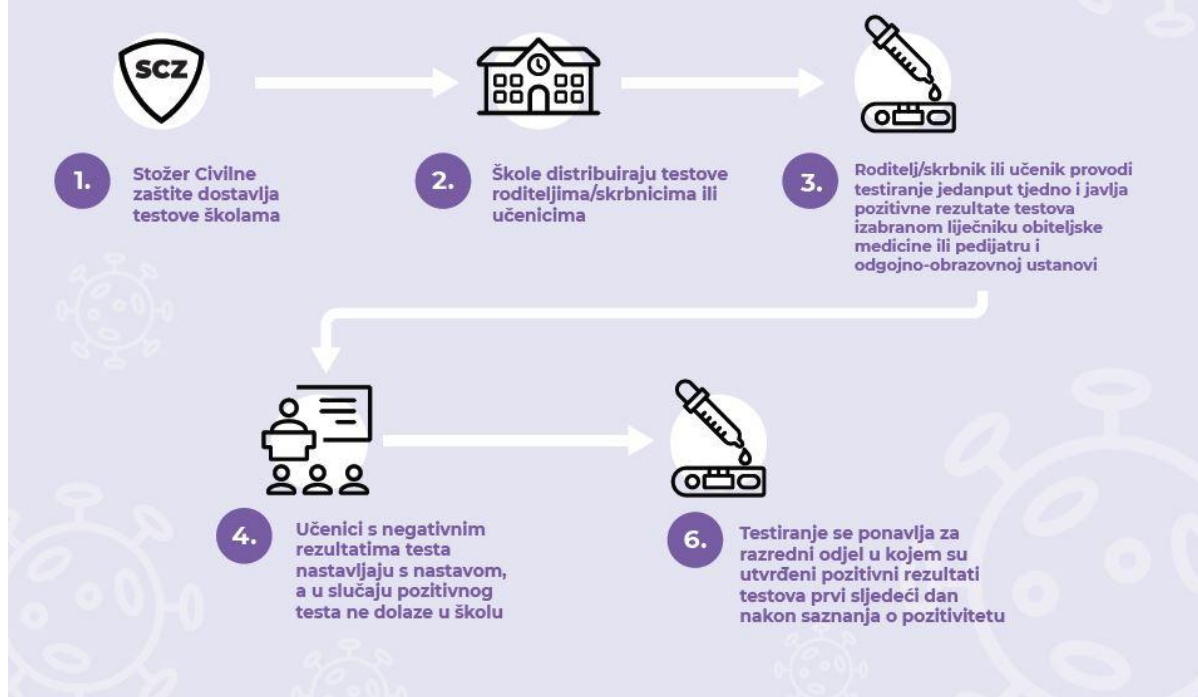 SCZ
1.
Stožer Civilne
zaštite dostavlja
testove školama
2.
Škole distribuiraju testove
roditeljima/skrbnicima ili
učenicima
3.
Roditelj/skrbnik ili učenik provodi
testiranje jedanput tjedno i javlja
pozitivne rezultate testova
izabranom liječniku obiteljske
medicine ili pedijatru i
odgojno-obrazovnoj ustanovi
4.
Učenici s negativnim
rezultatima testa
nastavljaju s nastavom,
a u slučaju pozitivnog
testa ne dolaze u školu
6.
Testiranje se ponavlja za
razredni odjel u kojem su
utvrđeni pozitivni rezultati
testova prvi sljedeći dan
nakon saznanja o pozitivitetu